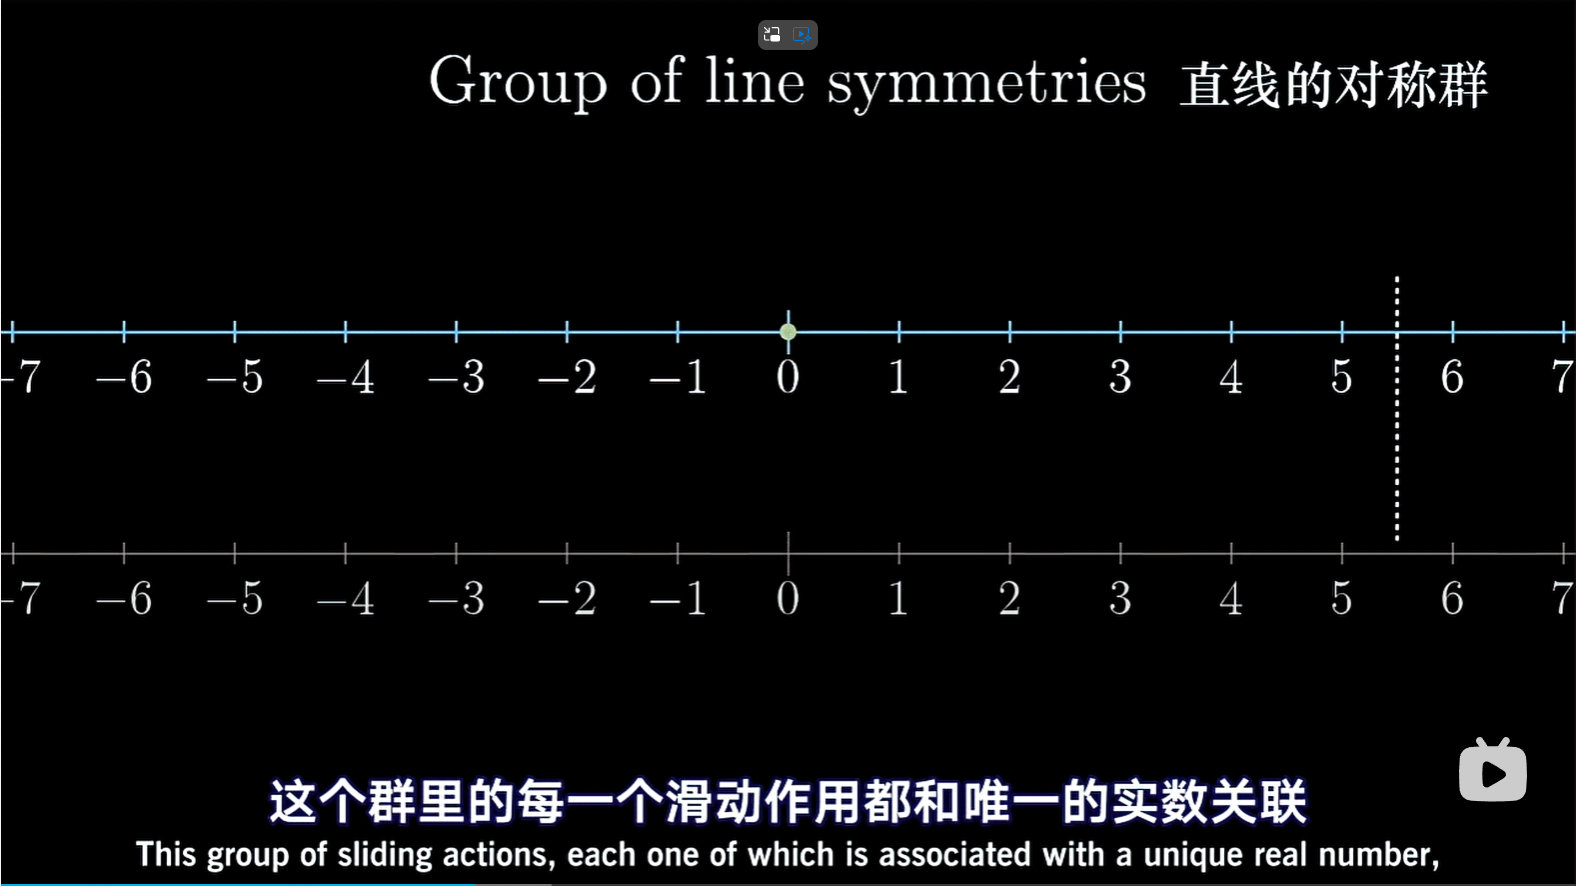 Group of line symmetries 直线的对称群
-7 −6 −5 −4 −3 −2 −1 0 1 2 3 4 5 6 7
-7 −6 −5 −4 −3 −2 −1 0 1 2 3 4 5 6 7
这个群里的每一个滑动作用都和唯一的实数关联
This group of sliding actions, each one of which is associated with a unique real number,